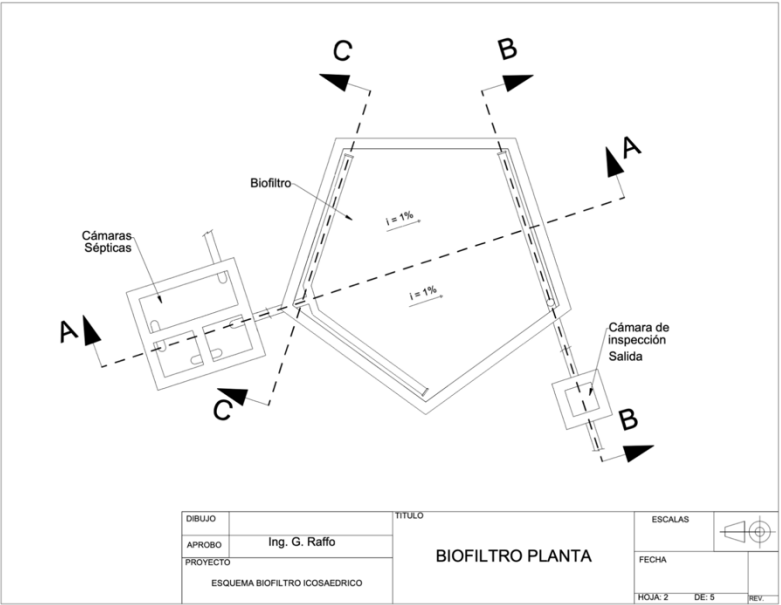 C
B
A
Biofiltro
i = 1%
Cámaras
Sépticas
i = 1%
A
Cámara de
inspección
Salida
C
B
DIBUJO
TITULO
ESCALAS
APROBO
Ing. G. Raffo
PROYECTO
BIOFILTRO PLANTA
FECHA
ESQUEMA BIOFILTRO ICOSAEDRICO
HOJA: 2 DE: 5
REV.